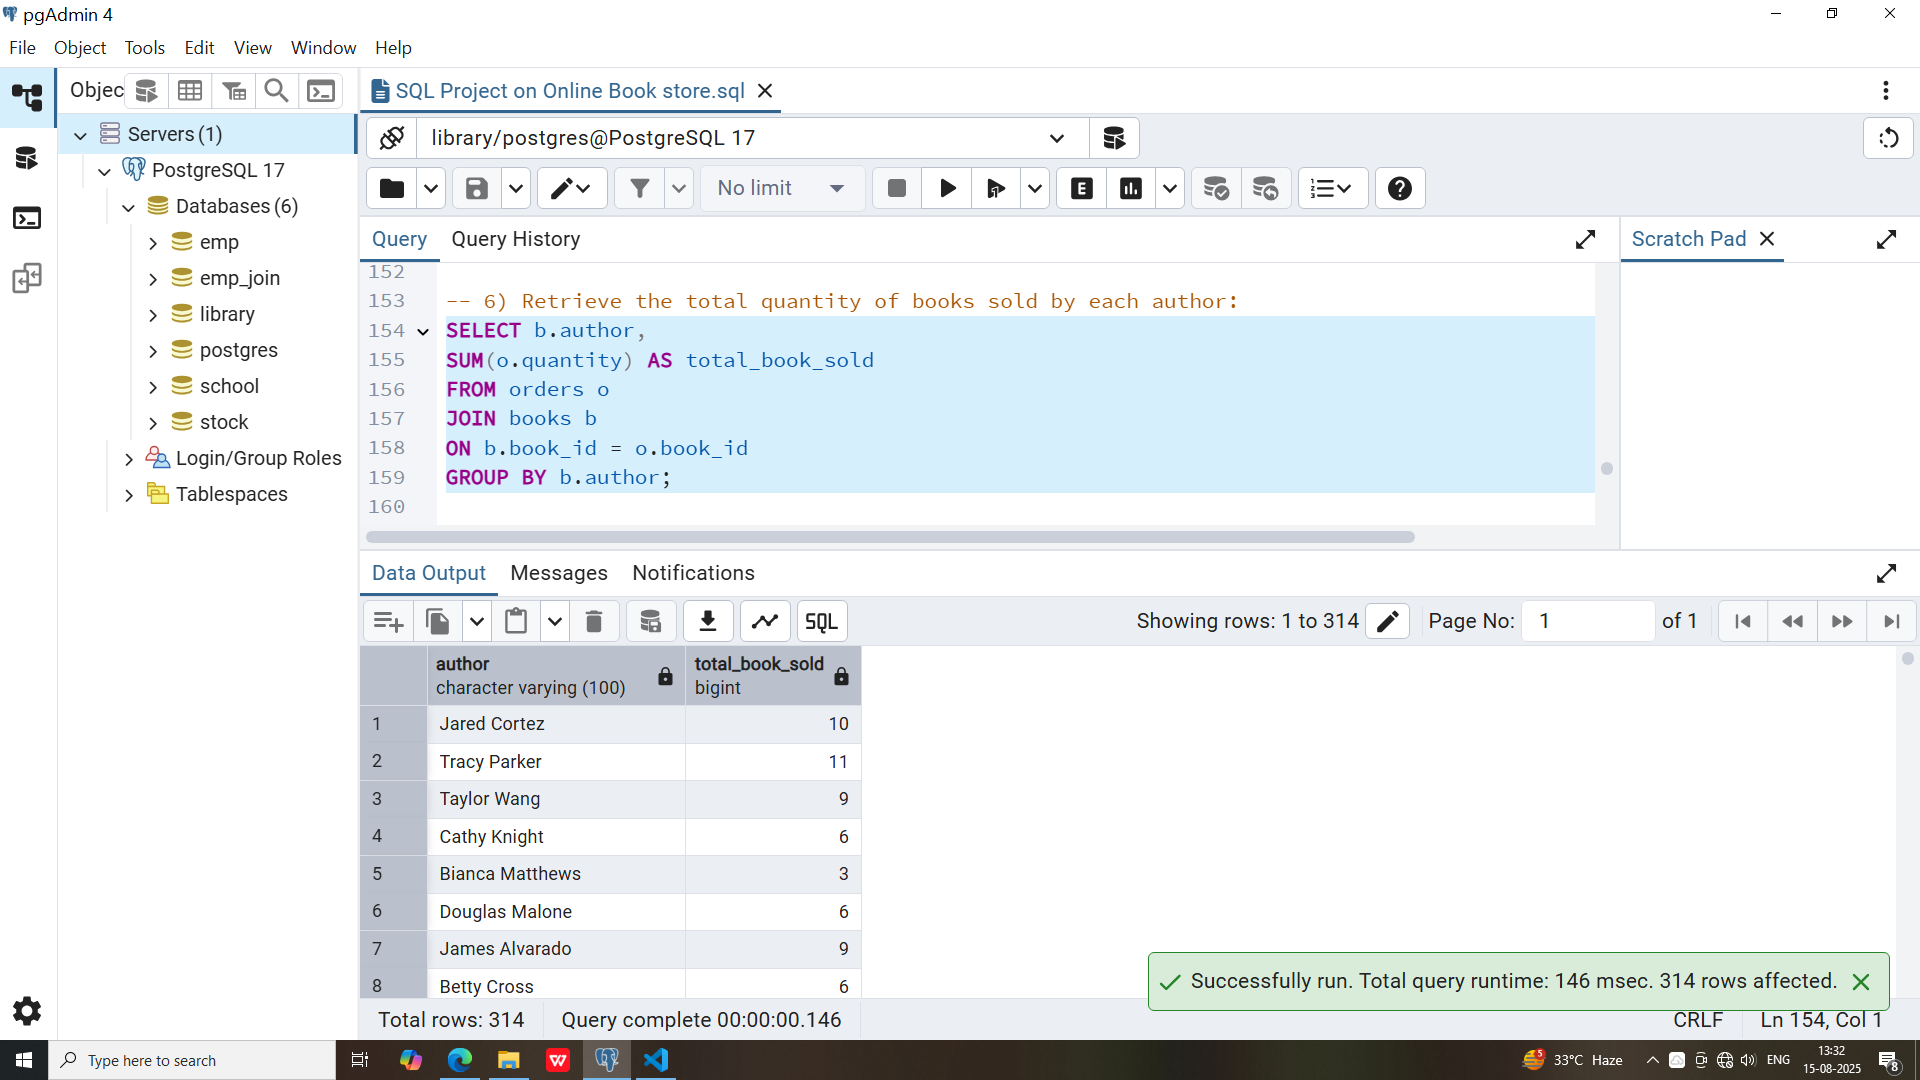 pgAdmin 4
File Object Tools Edit View Window Help
Objec
SQL Project on Online Book store.sql
Servers (1)
library/postgres@PostgreSQL 17
PostgreSQL 17
Databases (6)
No limit
emp
emp_join
library
postgres
school
stock
Login/Group Roles
Tablespaces
Query Query History
Scratch Pad
152
153 -- 6) Retrieve the total quantity of books sold by each author:
154 SELECT b.author,
155 SUM(o.quantity) AS total_book_sold
156 FROM orders o
157 JOIN books b
158 ON b.book_id = o.book_id
159 GROUP BY b.author;
160
Data Output Messages Notifications
SQL
Showing rows: 1 to 314
Page No: 1 of 1
author total_book_sold
character varying (100) bigint
1 Jared Cortez 10
2 Tracy Parker 11
3 Taylor Wang 9
4 Cathy Knight 6
5 Bianca Matthews 3
6 Douglas Malone 6
7 James Alvarado 9
8 Betty Cross 6
Successfully run. Total query runtime: 146 msec. 314 rows affected.
Total rows: 314 Query complete 00:00:00.146
CRLF Ln 154, Col 1
Type here to search
5
33°C Haze
ENG
13:32
15-08-2025
8